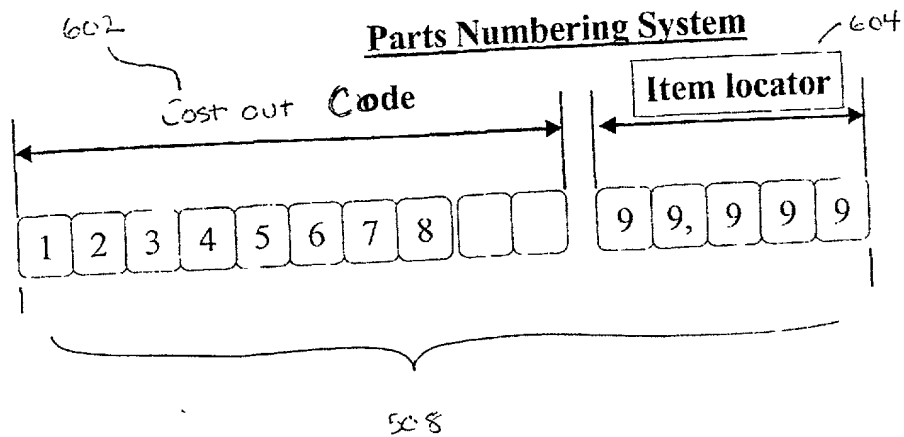 602
Parts Numbering System
604
Cost out Code
Item locator
1 2 3 4 5 6 7 8 9 9, 9 9 9
508